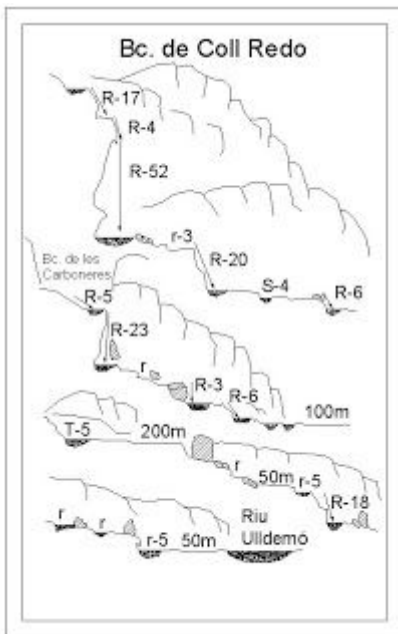 Bc. de Coll Redo
R-17
R-4
R-52
r-3
R-20
S-4
R-6
Bc. de les
Carboneres
R-5
R-23
r
R-3
R-6
100m
T-5
200m
r
50m
r-5
R-18
r
r
r-5
50m
Riu
Ulldemó